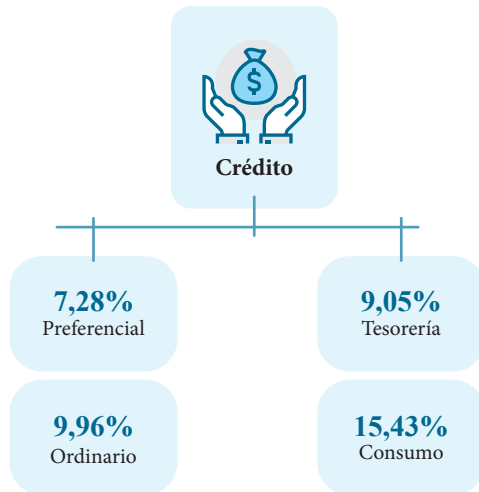 $
Crédito
7,28%
Preferencial
9,05%
Tesorería
9,96%
Ordinario
15,43%
Consumo